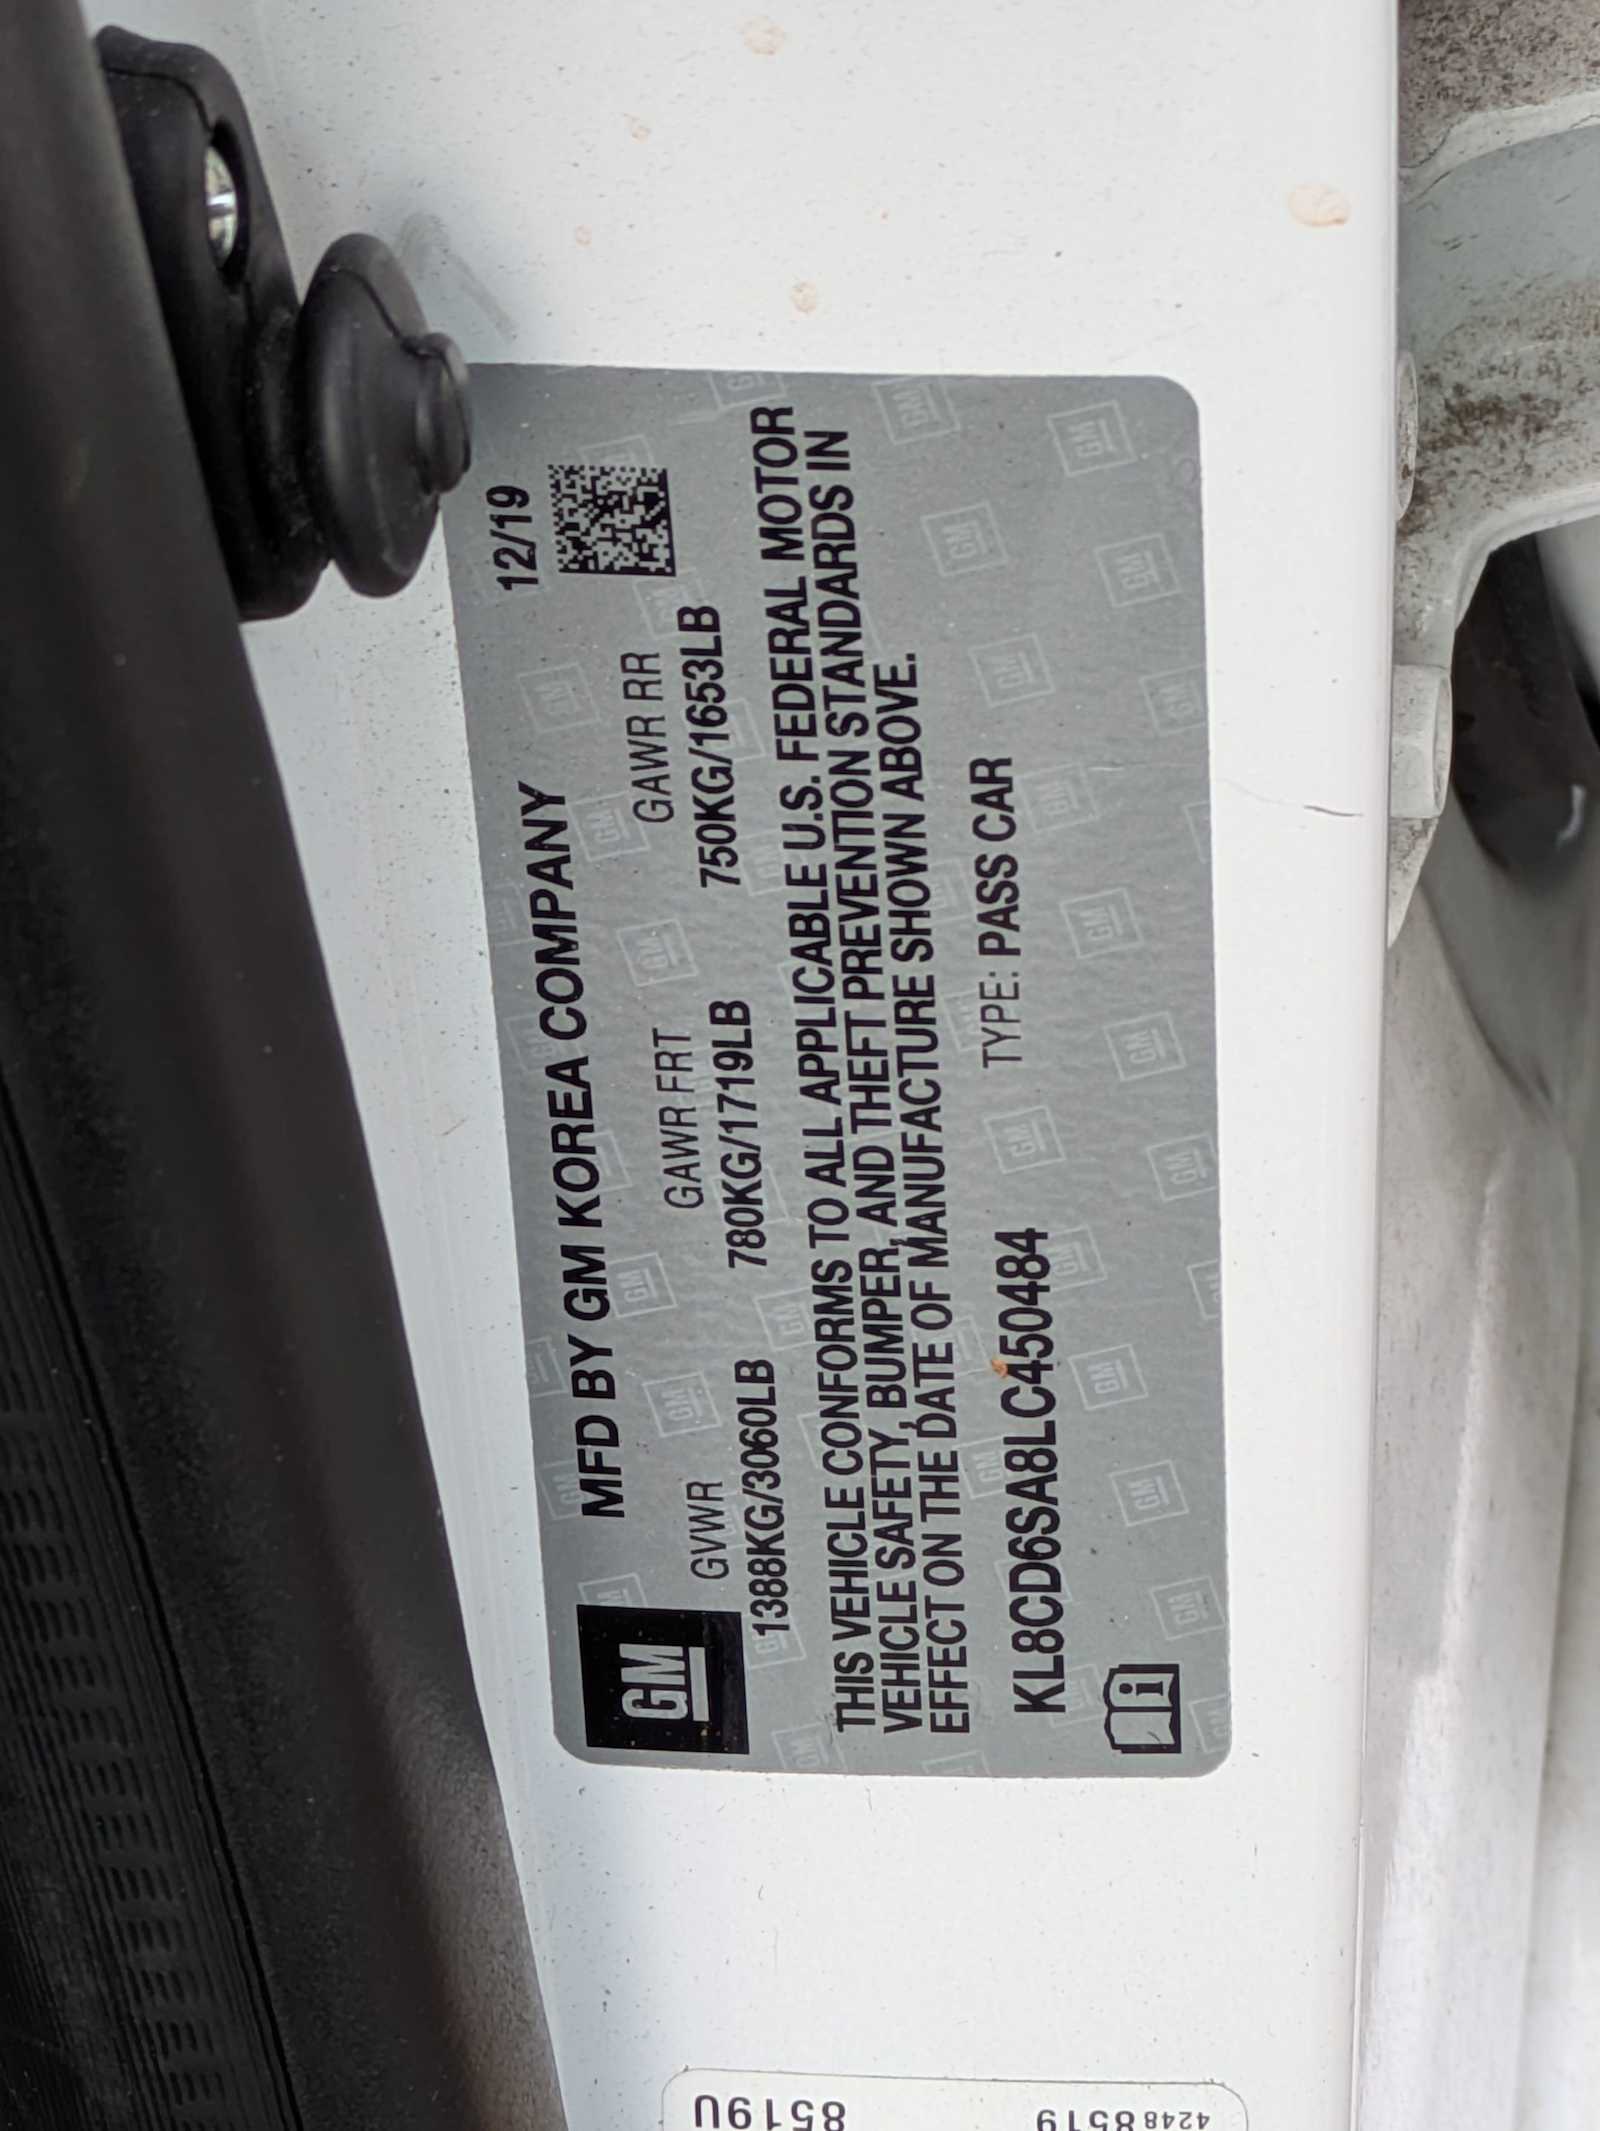 MFD BY GM KOREA COMPANY 12/19
GM
GVWR GAWR FRT GAWR RR
1388KG/3060LB 780KG/1719LB 750KG/1653LB
THIS VEHICLE CONFORMS TO ALL APPLICABLE U.S. FEDERAL MOTOR
VEHICLE SAFETY, BUMPER, AND THEFT PREVENTION STANDARDS IN
EFFECT ON THE DATE OF MANUFACTURE SHOWN ABOVE.
KL8CD6SA8LC450484 TYPE: PASS CAR
i
42488519
8519U